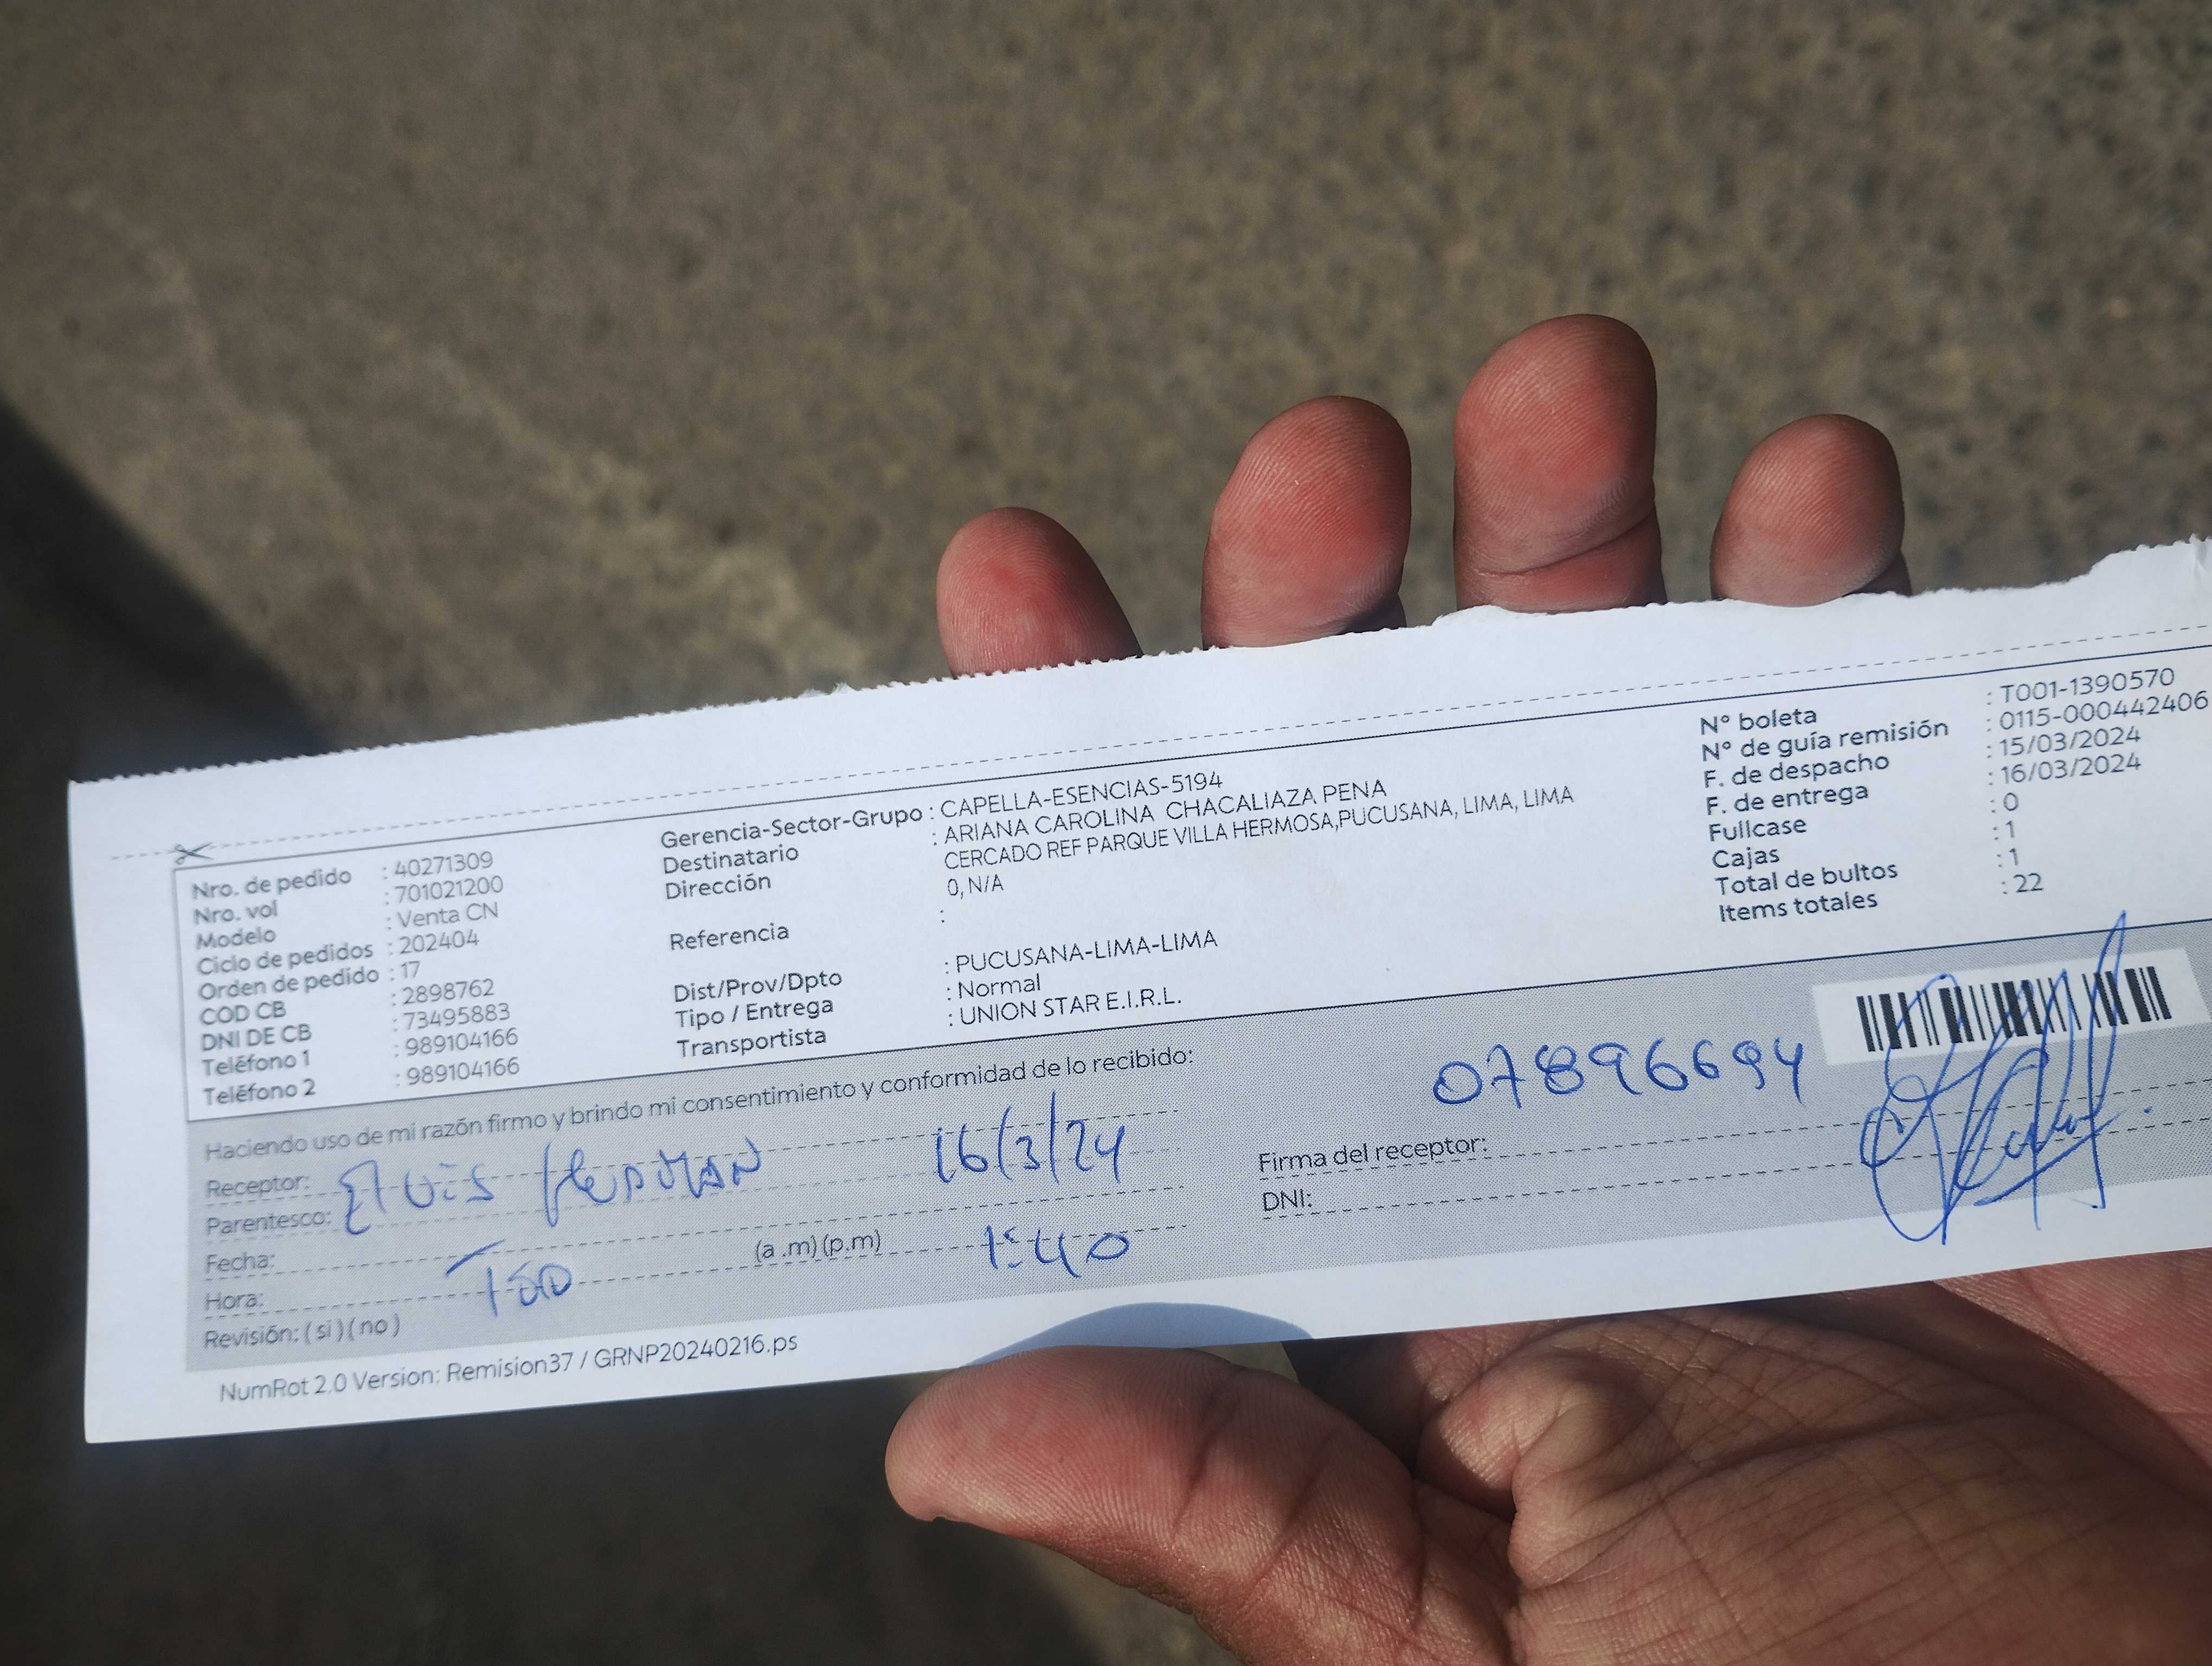 Nro. de pedido : 40271309
Nro. vol : 701021200
Modelo : Venta CN
Ciclo de pedidos : 202404
Orden de pedido : 17
COD CB : 2898762
DNI DE CB : 73495883
Teléfono 1 : 989104166
Teléfono 2 : 989104166
Gerencia-Sector-Grupo : CAPELLA-ESENCIAS-5194
Destinatario : ARIANA CAROLINA CHACALIAZA PENA
Dirección CERCADO REF PARQUE VILLA HERMOSA,PUCUSANA, LIMA, LIMA
0, N/A
Referencia :
Dist/Prov/Dpto : PUCUSANA-LIMA-LIMA
Tipo / Entrega : Normal
Transportista : UNION STAR E.I.R.L.
N° boleta : T001-1390570
N° de guía remisión : 0115-000442406
F. de despacho : 15/03/2024
F. de entrega : 16/03/2024
Fullcase : 0
Cajas : 1
Total de bultos : 1
Items totales : 22
Haciendo uso de mi razón firmo y brindo mi consentimiento y conformidad de lo recibido:
Receptor: Elvis
Parentesco:
16/3/24
Fecha:
Hora: (a.m) (p.m) 1:40
Revisión: ( si ) ( no )
07896694
Firma del receptor:
DNI:
NumRot 2.0 Version: Remision37 / GRNP20240216.ps